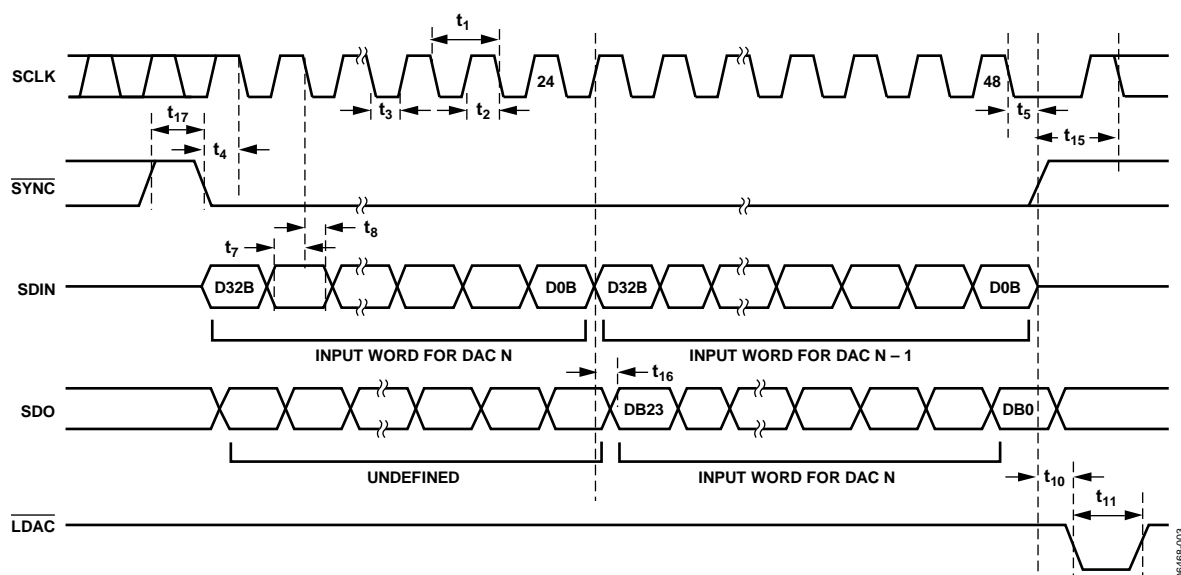 t1
SCLK
24
48
t3
t2
t5
t17
t4
t15
SYNC
t7
t8
SDIN
D32B
D0B
D32B
D0B
INPUT WORD FOR DAC N
INPUT WORD FOR DAC N – 1
t16
SDO
DB23
DB0
UNDEFINED
INPUT WORD FOR DAC N
t10
t11
LDAC
06468-003